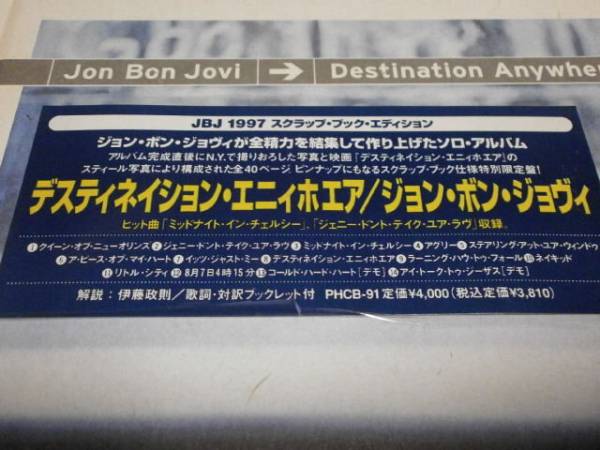 Jon Bon Jovi → Destination Anywhe
JBJ 1997 スクラップ・ブック・エディション
ジョン・ボン・ジョヴィが全精力を結集して作り上げたソロ・アルバム
アルバム完成直後にN.Y.で撮りおろした写真と映画「デスティネイション・エニィホエア」の
スティール写真により構成された全40ページ、ピンナップにもなるスクラップ・ブック仕様特別限定盤!
デスティネイション・エニィホエア/ジョン・ボン・ジョヴィ
ヒット曲「ミッドナイト・イン・チェルシー」、「ジェニー・ドント・テイク・ユア・ラヴ」収録。
①クイーン・オブ・ニューオリンズ②ジェニー・ドント・テイク・ユア・ラヴ③ミッドナイト・イン・チェルシー④アグリー⑤ステアリング・アット・ユア・ウィンドゥ
⑥ア・ピース・オブ・マイ・ハート⑦イッツ・ジャスト・ミー⑧デスティネイション・エニィホエア⑨ラーニング・ハウ・トゥ・フォール⑩ネイキッド
⑪リトル・シティ⑫8月7日4時15分⑬コールド・ハード・ハート[デモ]⑭アイ・トーク・トゥ・ジーザス[デモ]
解説:伊藤政則/歌詞・対訳ブックレット付 PHCB-91定価¥4,000(税込定価¥3,810)